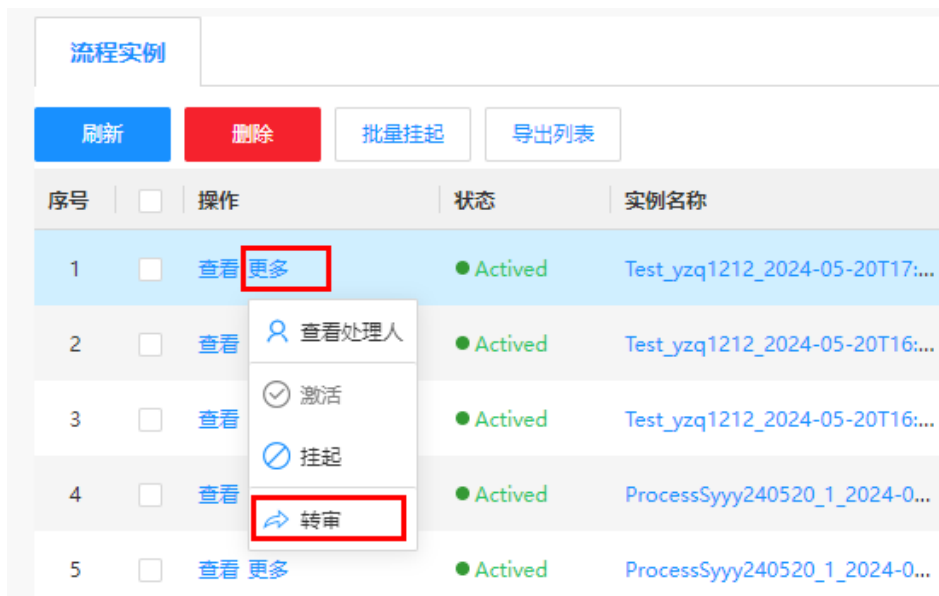 流程实例
刷新 删除 批量挂起 导出列表
序号 操作 状态 实例名称
1 查看 更多 Actived Test_yzq1212_2024-05-20T17:...
查看处理人
2 查看 Actived Test_yzq1212_2024-05-20T16:...
激活
3 查看 Actived Test_yzq1212_2024-05-20T16:...
挂起
4 查看 Actived ProcessSyyy240520_1_2024-0...
转审
5 查看 更多 Actived ProcessSyyy240520_1_2024-0...